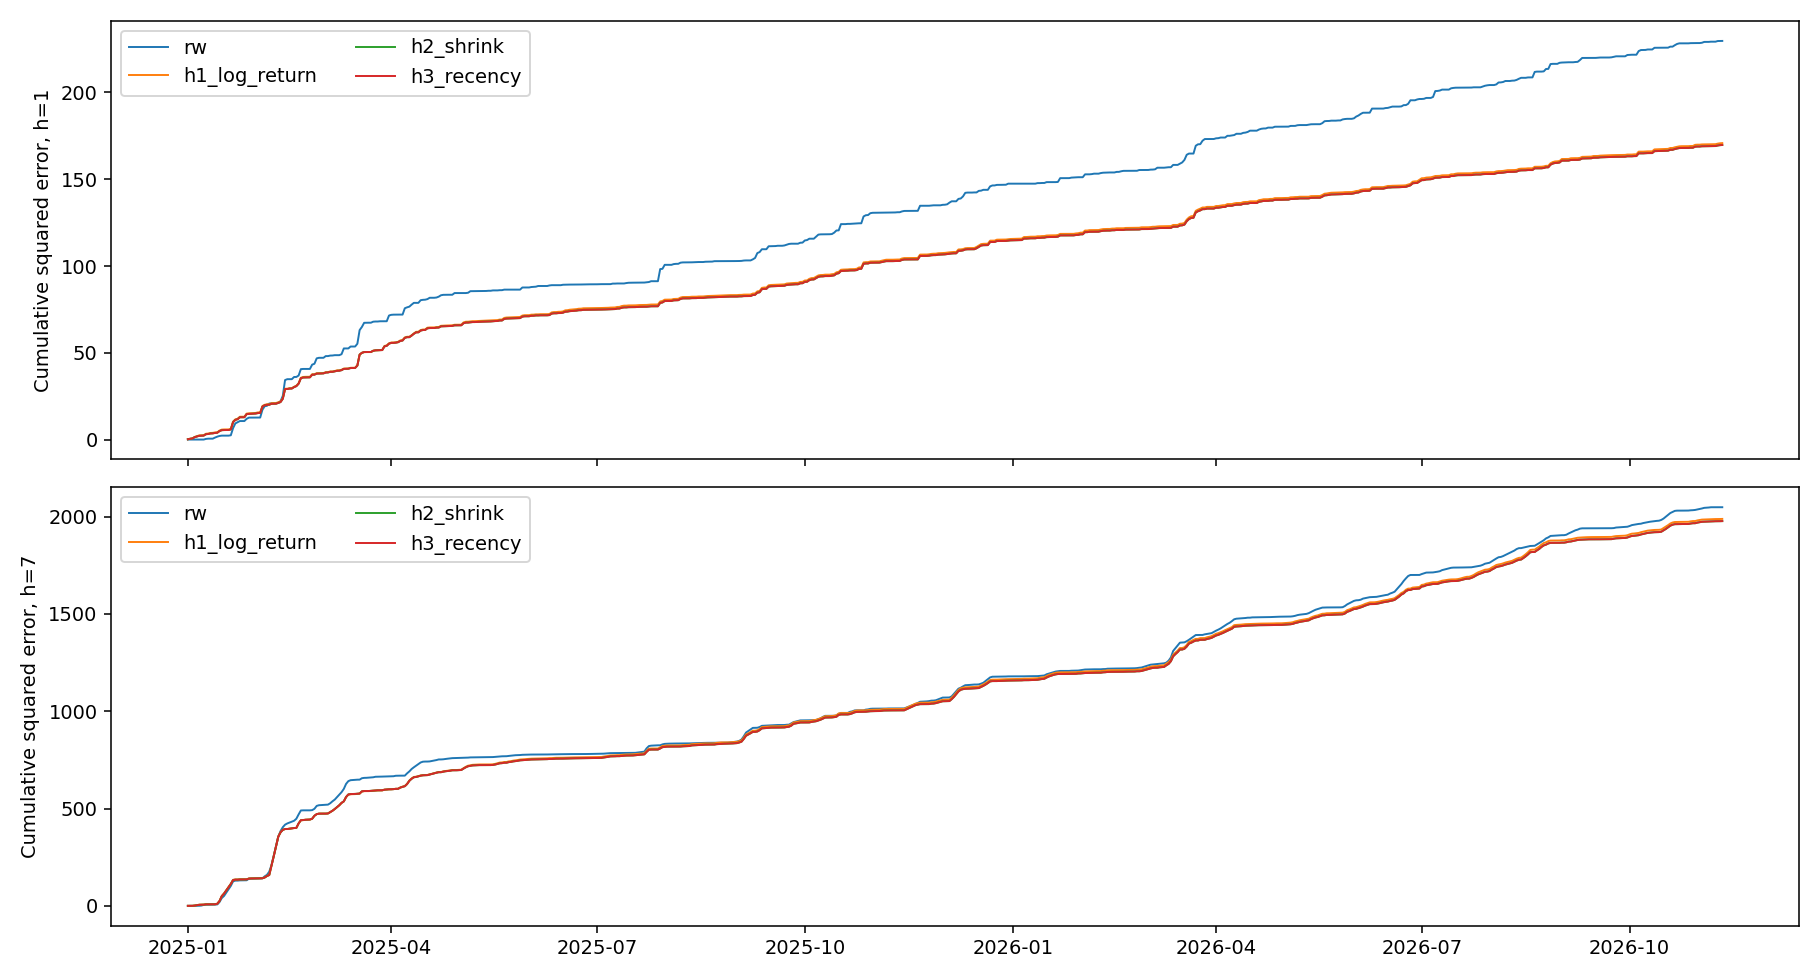 Cumulative squared error, h=1
200
150
100
50
0
rw
h1_log_return
h2_shrink
h3_recency
Cumulative squared error, h=7
2000
1500
1000
500
0
rw
h1_log_return
h2_shrink
h3_recency
2025-01 2025-04 2025-07 2025-10 2026-01 2026-04 2026-07 2026-10